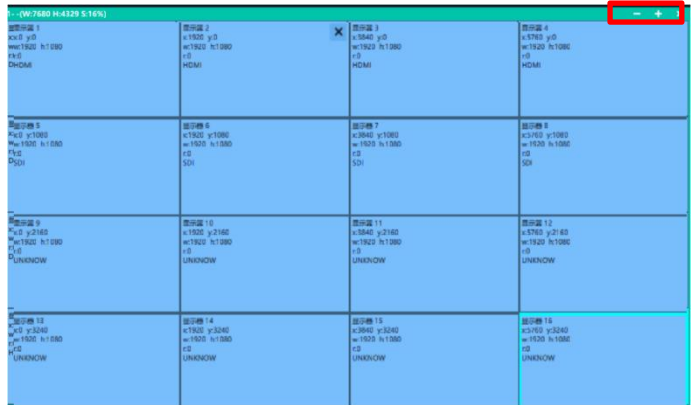 1- -(W:7680 H:4329 S:16%)
显示器 1
x:0 y:0
w:1920 h:1080
r:0
HDMI
显示器 2
x:1920 y:0
w:1920 h:1080
r:0
HDMI
显示器 3
x:3840 y:0
w:1920 h:1080
r:0
HDMI
显示器 4
x:5760 y:0
w:1920 h:1080
r:0
HDMI
显示器 5
x:0 y:1080
w:1920 h:1080
r:0
SDI
显示器 6
x:1920 y:1080
w:1920 h:1080
r:0
SDI
显示器 7
x:3840 y:1080
w:1920 h:1080
r:0
SDI
显示器 8
x:5760 y:1080
w:1920 h:1080
r:0
SDI
显示器 9
x:0 y:2160
w:1920 h:1080
r:0
UNKNOW
显示器 10
x:1920 y:2160
w:1920 h:1080
r:0
UNKNOW
显示器 11
x:3840 y:2160
w:1920 h:1080
r:0
UNKNOW
显示器 12
x:5760 y:2160
w:1920 h:1080
r:0
UNKNOW
显示器 13
x:0 y:3240
w:1920 h:1080
r:0
UNKNOW
显示器 14
x:1920 y:3240
w:1920 h:1080
r:0
UNKNOW
显示器 15
x:3840 y:3240
w:1920 h:1080
r:0
UNKNOW
显示器 16
x:5760 y:3240
w:1920 h:1080
r:0
UNKNOW